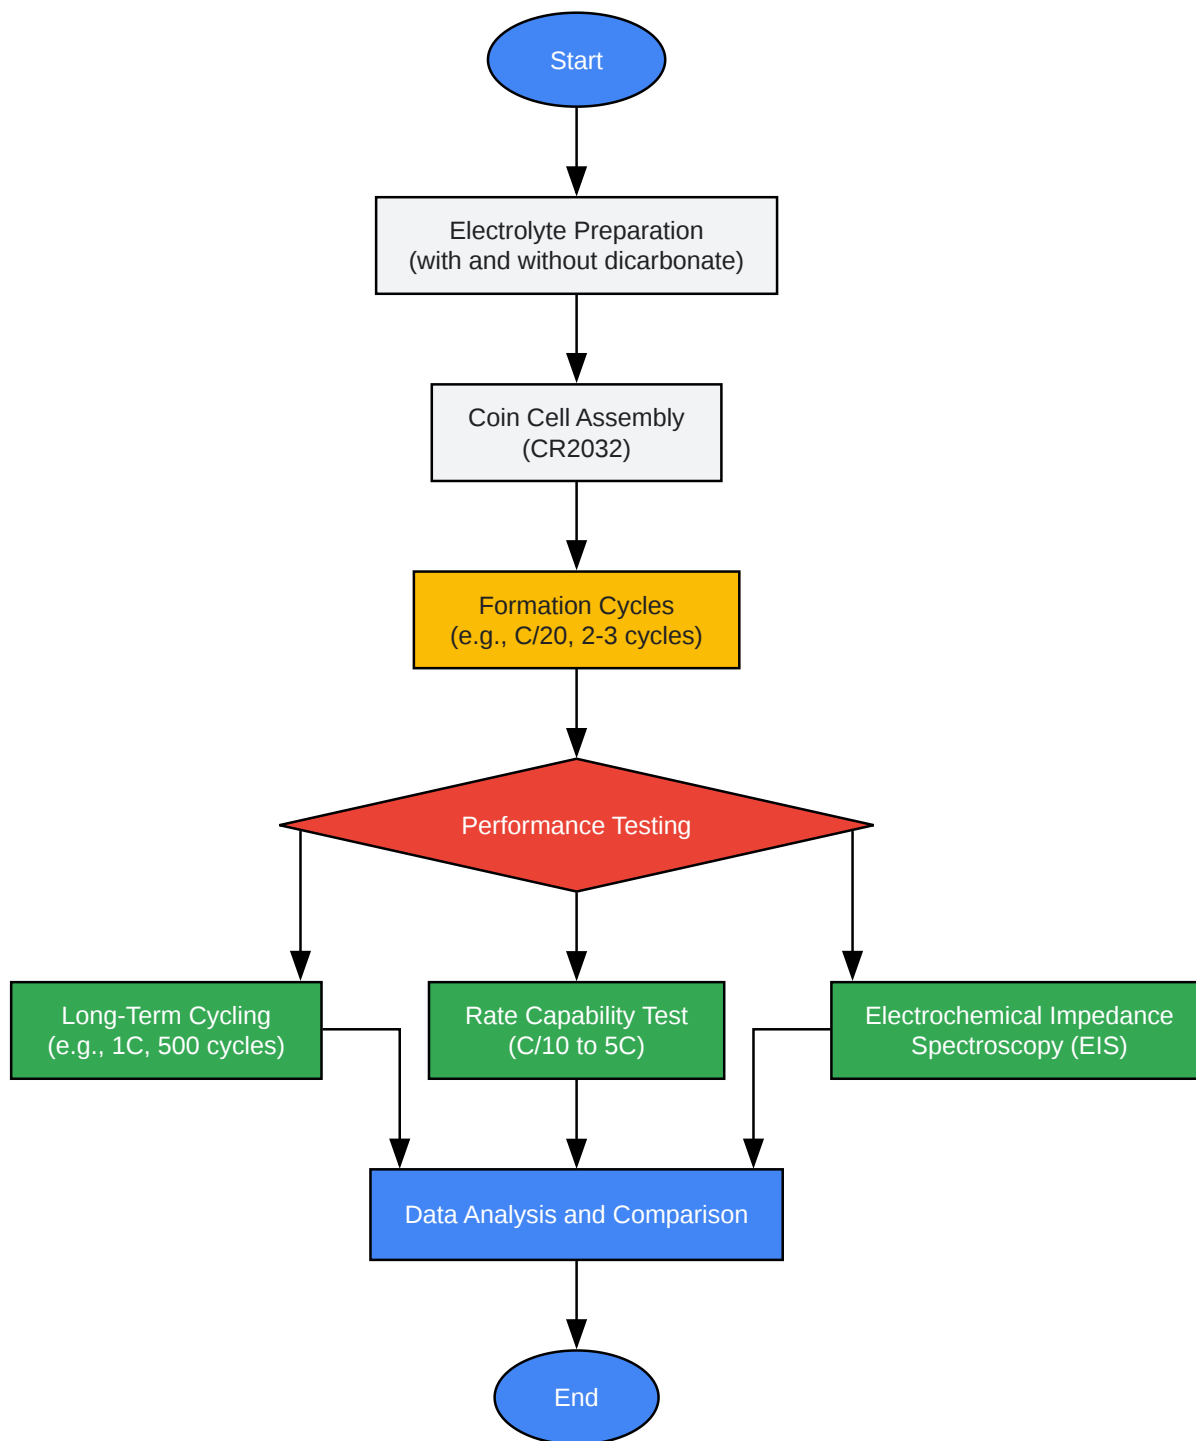 Start
Electrolyte Preparation
(with and without dicarbonate)
Coin Cell Assembly
(CR2032)
Formation Cycles
(e.g., C/20, 2-3 cycles)
Performance Testing
Long-Term Cycling
(e.g., 1C, 500 cycles)
Rate Capability Test
(C/10 to 5C)
Electrochemical Impedance
Spectroscopy (EIS)
Data Analysis and Comparison
End